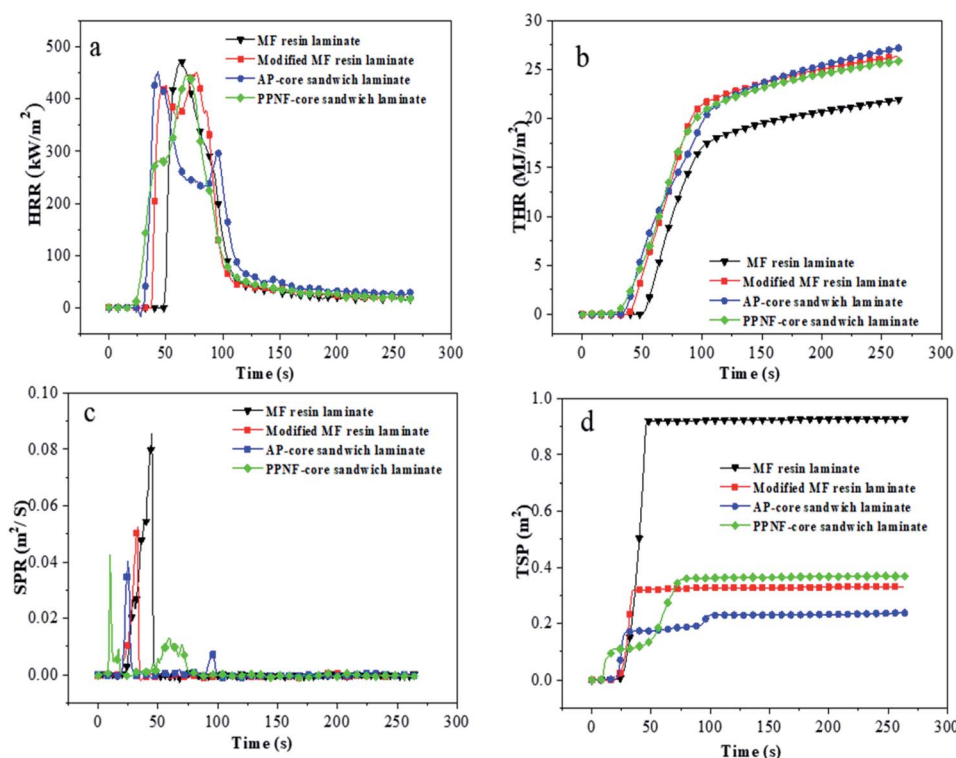 a
MF resin laminate
Modified MF resin laminate
AP-core sandwich laminate
PPNF-core sandwich laminate
HRR (kW/m²)
500
450
400
350
300
250
200
150
100
50
0
0 50 100 150 200 250 300
Time (s)
b
MF resin laminate
Modified MF resin laminate
AP-core sandwich laminate
PPNF-core sandwich laminate
THR (MJ/m²)
30
25
20
15
10
5
0
0 50 100 150 200 250 300
Time (s)
c
MF resin laminate
Modified MF resin laminate
AP-core sandwich laminate
PPNF-core sandwich laminate
SPR (m²/ S)
0.10
0.08
0.06
0.04
0.02
0.00
0 50 100 150 200 250 300
Time (s)
d
MF resin laminate
Modified MF resin laminate
AP-core sandwich laminate
PPNF-core sandwich laminate
TSP (m²)
1.0
0.8
0.6
0.4
0.2
0.0
0 50 100 150 200 250 300
Time (s)